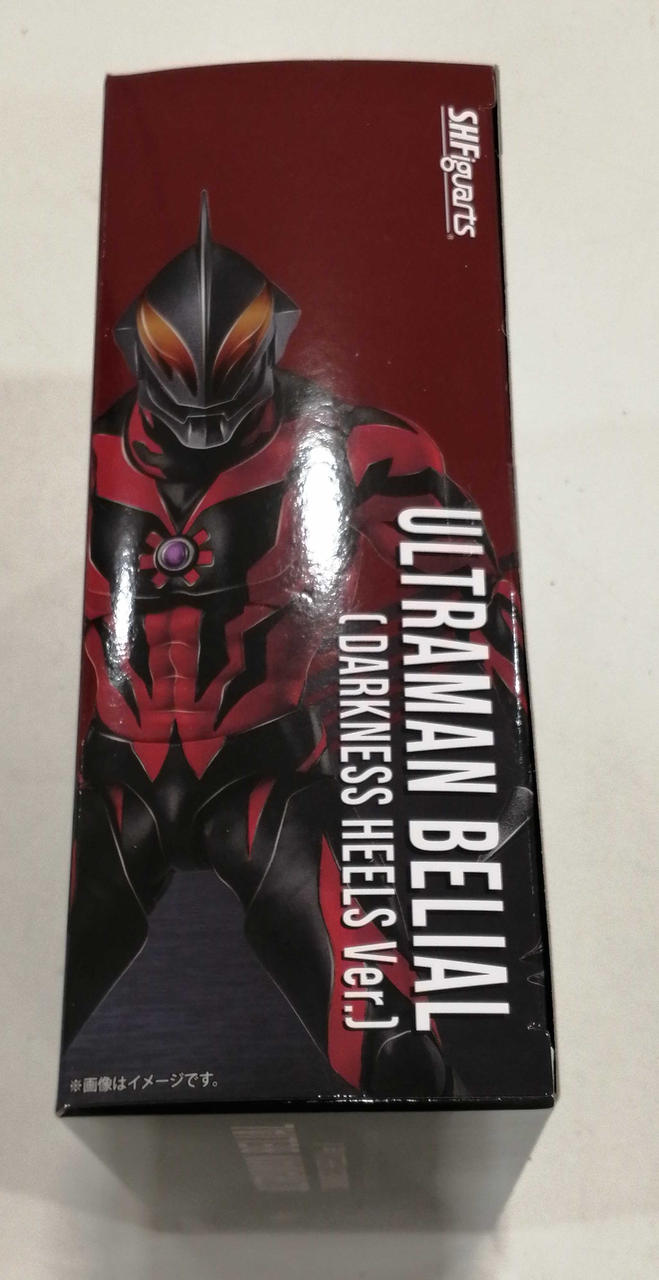 S.H.Figuarts
ULTRAMAN BELIAL
(DARKNESS HEELS Ver.)
※画像はイメージです。